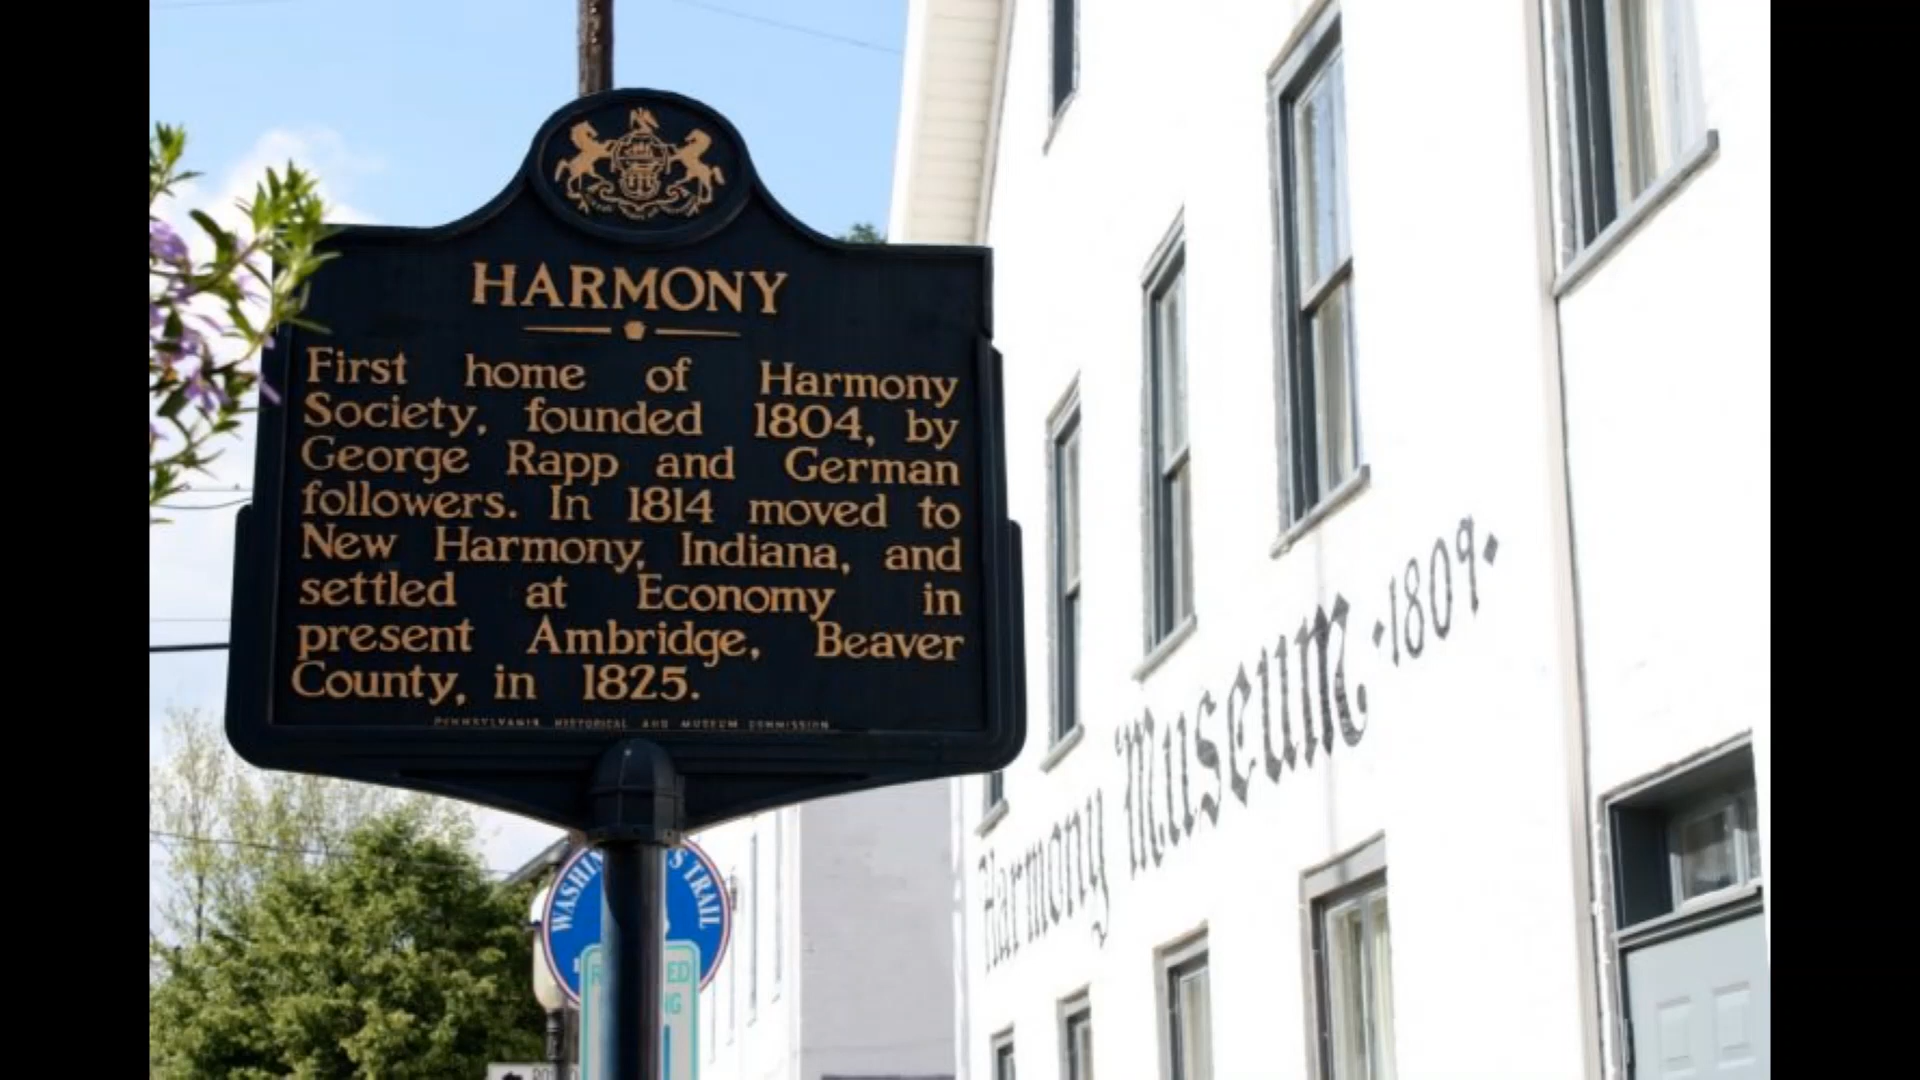 HARMONY
First home of Harmony
Society, founded 1804, by
George Rapp and German
followers. In 1814 moved to
New Harmony, Indiana, and
settled at Economy in
present Ambridge, Beaver
County, in 1825.
PENNSYLVANIA HISTORICAL AND MUSEUM COMMISSION
Harmony Museum ·1809·
TRAIL